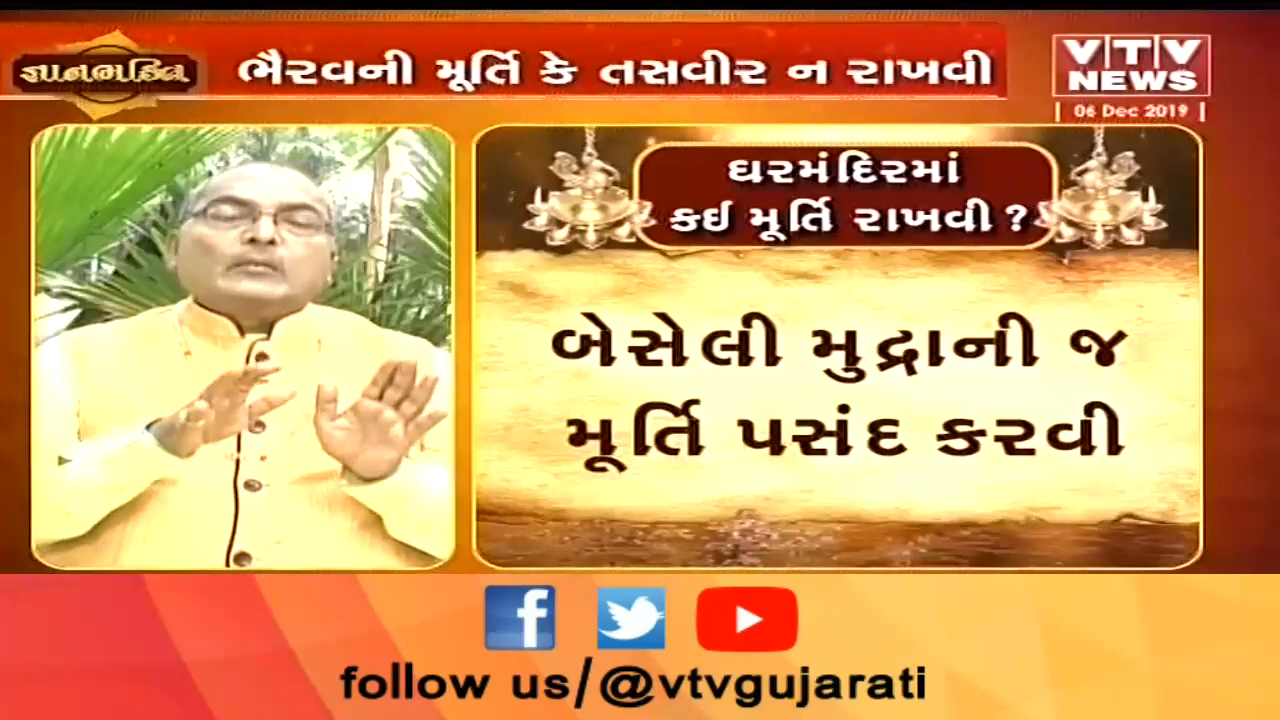 જ્ઞાનભક્તિ
ભૈરવની મૂર્તિ કે તસવીર ન રાખવી
VTV
NEWS
06 Dec 2019
ઘરમંદિરમાં
કઈ મૂર્તિ રાખવી ?
બેસેલી મુદ્રાની જ
મૂર્તિ પસંદ કરવી
follow us/@vtvgujarati